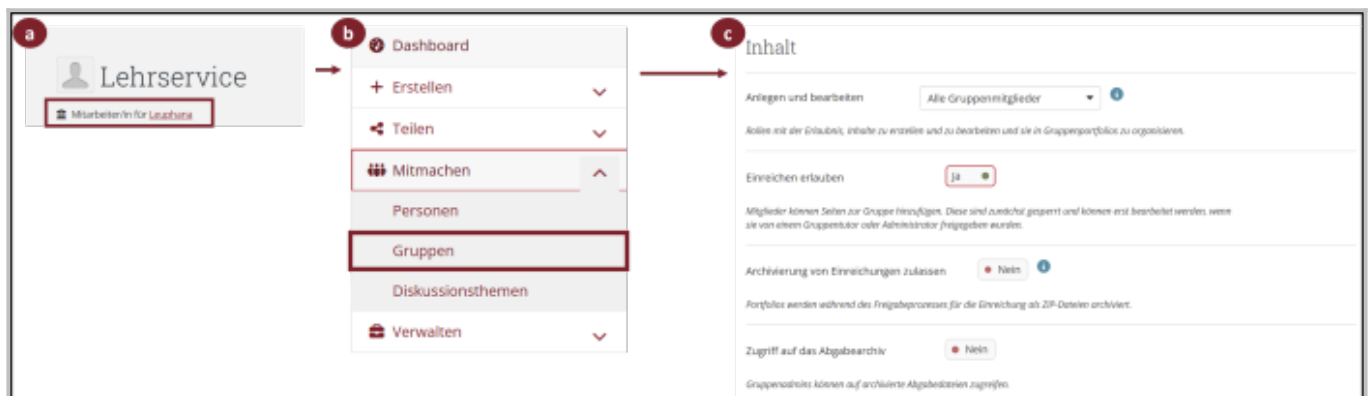 a
Lehrservice
Mitarbeiter/in für Leuphana
b
Dashboard
Erstellen
Teilen
Mitmachen
Personen
Gruppen
Diskussionsthemen
Verwalten
c
Inhalt
Anlegen und bearbeiten Alle Gruppenmitglieder
Rollen mit der Erlaubnis, Inhalte zu erstellen und zu bearbeiten und sie in Gruppenportfolios zu organisieren.
Einreichen erlauben Ja
Mitglieder können Seiten zur Gruppe hinzufügen. Diese sind zunächst gesperrt und können erst bearbeitet werden, wenn
sie von einem Gruppentutor oder Administrator freigegeben wurden.
Archivierung von Einreichungen zulassen Nein
Portfolios werden während des Freigabeprozesses für die Einreichung als ZIP-Dateien archiviert.
Zugriff auf das Abgabearchiv Nein
Gruppenadmins können auf archivierte Abgabedateien zugreifen.